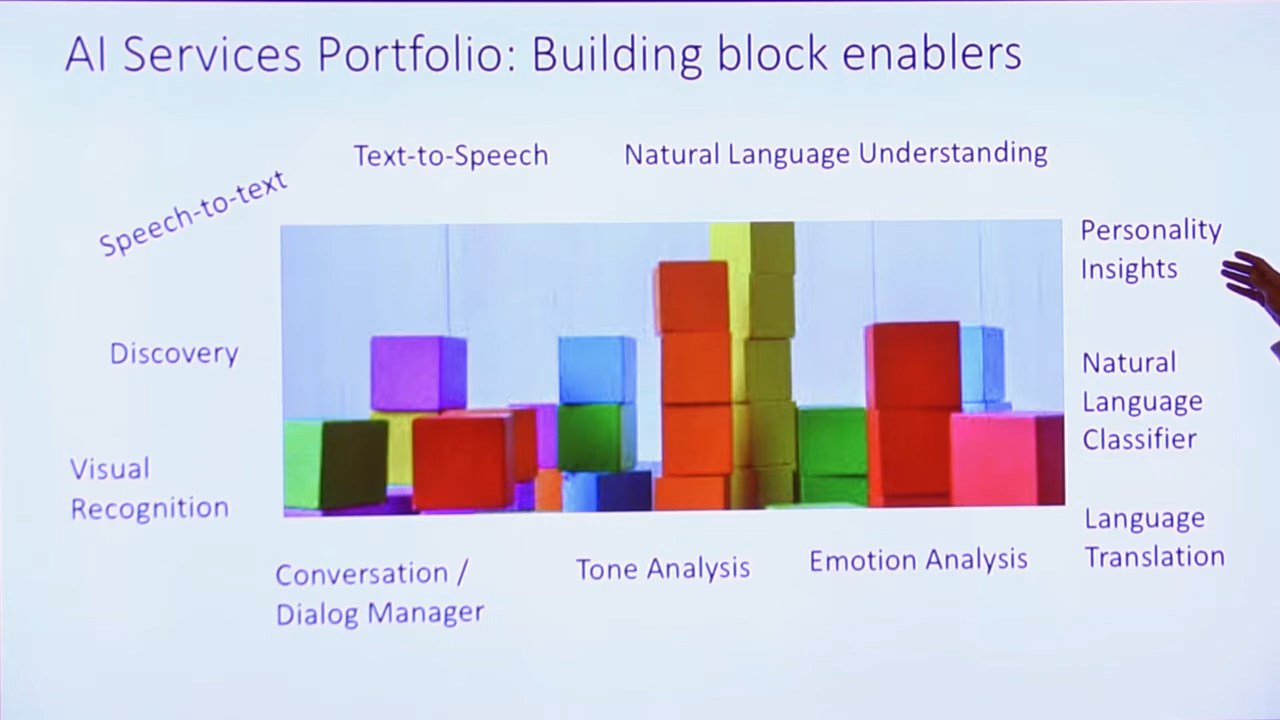 AI Services Portfolio: Building block enablers
Text-to-Speech
Natural Language Understanding
Speech-to-text
Personality
Insights
Discovery
Natural
Language
Classifier
Visual
Recognition
Language
Translation
Conversation /
Dialog Manager
Tone Analysis
Emotion Analysis